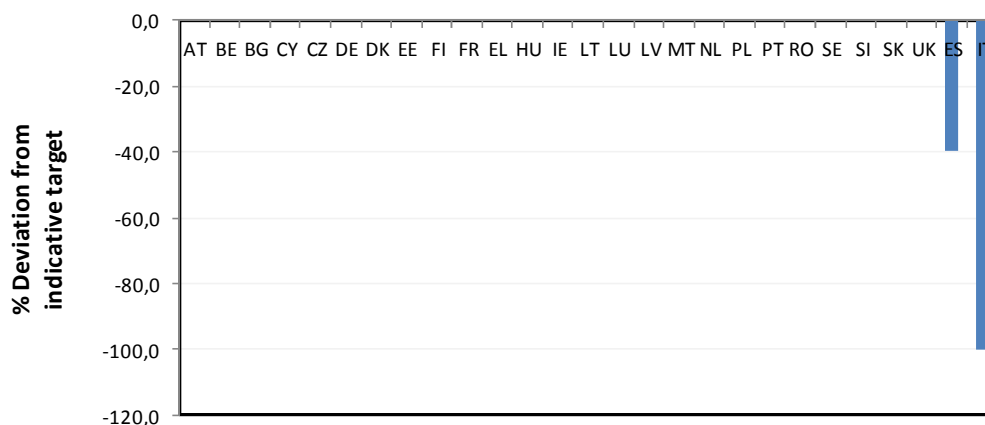 0,0
AT BE BG CY CZ DE DK EE FI FR EL HU IE LT LU LV MT NL PL PT RO SE SI SK UK ES
-20,0
-40,0
-60,0
-80,0
-100,0
-120,0
% Deviation from
indicative target